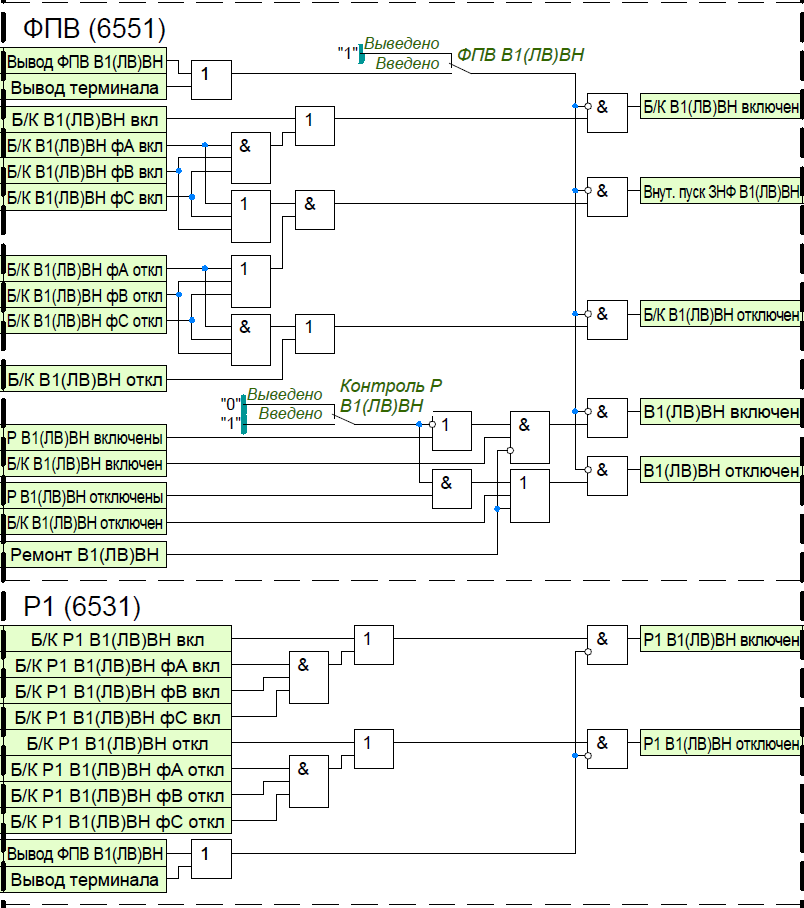 ФПВ (6551)
Вывод ФПВ В1(ЛВ)ВН
Вывод терминала
1
"1"
Выведено
Введено
ФПВ В1(ЛВ)ВН
Б/К В1(ЛВ)ВН вкл
Б/К В1(ЛВ)ВН фА вкл
Б/К В1(ЛВ)ВН фВ вкл
Б/К В1(ЛВ)ВН фС вкл
&
1
1
&
&
Б/К В1(ЛВ)ВН включен
&
Внут. пуск ЗНФ В1(ЛВ)ВН
Б/К В1(ЛВ)ВН фА откл
Б/К В1(ЛВ)ВН фВ откл
Б/К В1(ЛВ)ВН фС откл
1
&
1
&
Б/К В1(ЛВ)ВН отключен
Б/К В1(ЛВ)ВН откл
"0"
"1"
Выведено
Введено
Контроль Р
В1(ЛВ)ВН
Р В1(ЛВ)ВН включены
Б/К В1(ЛВ)ВН включен
1
&
&
В1(ЛВ)ВН включен
Р В1(ЛВ)ВН отключены
Б/К В1(ЛВ)ВН отключен
&
1
&
В1(ЛВ)ВН отключен
Ремонт В1(ЛВ)ВН
Р1 (6531)
Б/К Р1 В1(ЛВ)ВН вкл
Б/К Р1 В1(ЛВ)ВН фА вкл
Б/К Р1 В1(ЛВ)ВН фВ вкл
Б/К Р1 В1(ЛВ)ВН фС вкл
&
1
&
Р1 В1(ЛВ)ВН включен
Б/К Р1 В1(ЛВ)ВН откл
Б/К Р1 В1(ЛВ)ВН фА откл
Б/К Р1 В1(ЛВ)ВН фВ откл
Б/К Р1 В1(ЛВ)ВН фС откл
&
1
&
Р1 В1(ЛВ)ВН отключен
Вывод ФПВ В1(ЛВ)ВН
Вывод терминала
1